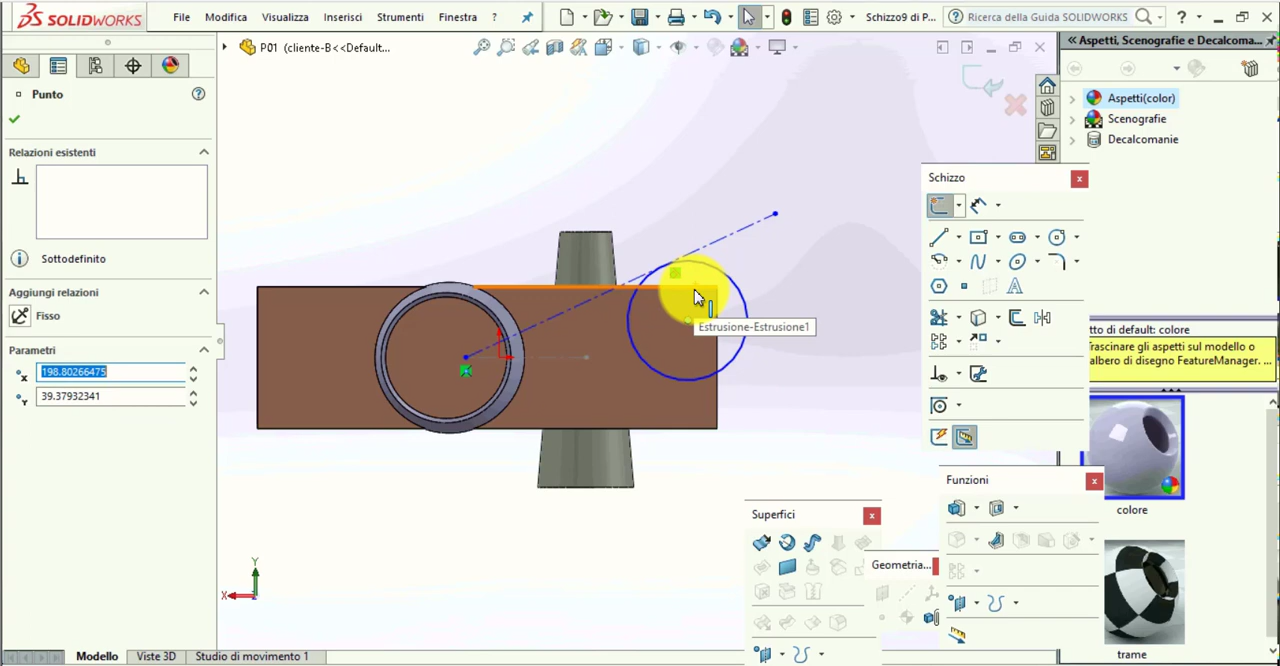 SOLIDWORKS
File
Modifica
Visualizza
Inserisci
Strumenti
Finestra
?
Schizzo9 di P...
Ricerca della Guida SOLIDWORKS
?
P01 (cliente-B<<Default...
Aspetti, Scenografie e Decalcoma...
Punto
Aspetti(color)
Scenografie
Decalcomanie
Relazioni esistenti
Schizzo
Sottodefinito
Aggiungi relazioni
Fisso
Parametri
198.80266475
39.37932341
Estrusione-Estrusione1
tto di default: colore
Trascinare gli aspetti sul modello o
albero di disegno FeatureManager. ...
Funzioni
colore
Superfici
Geometria...
Y
X
trame
Modello
Viste 3D
Studio di movimento 1